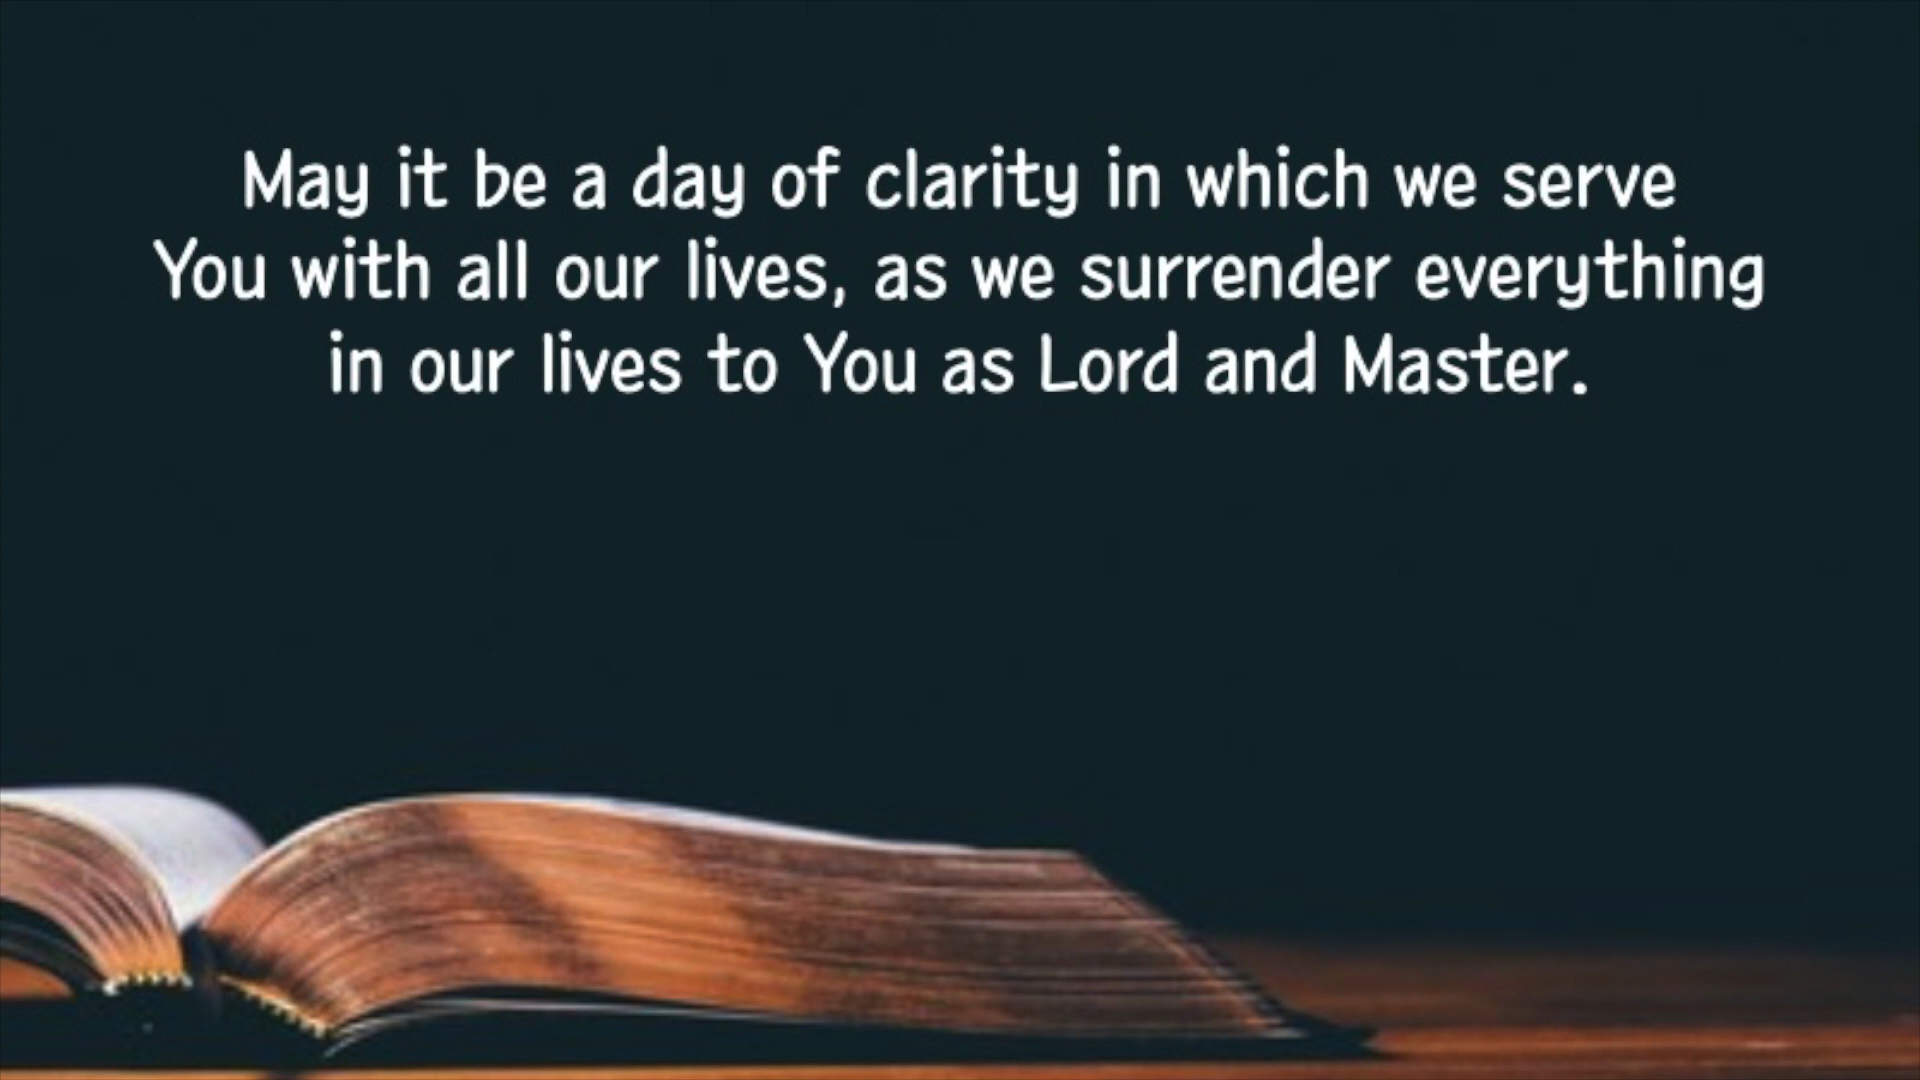 May it be a day of clarity in which we serve
You with all our lives, as we surrender everything
in our lives to You as Lord and Master.